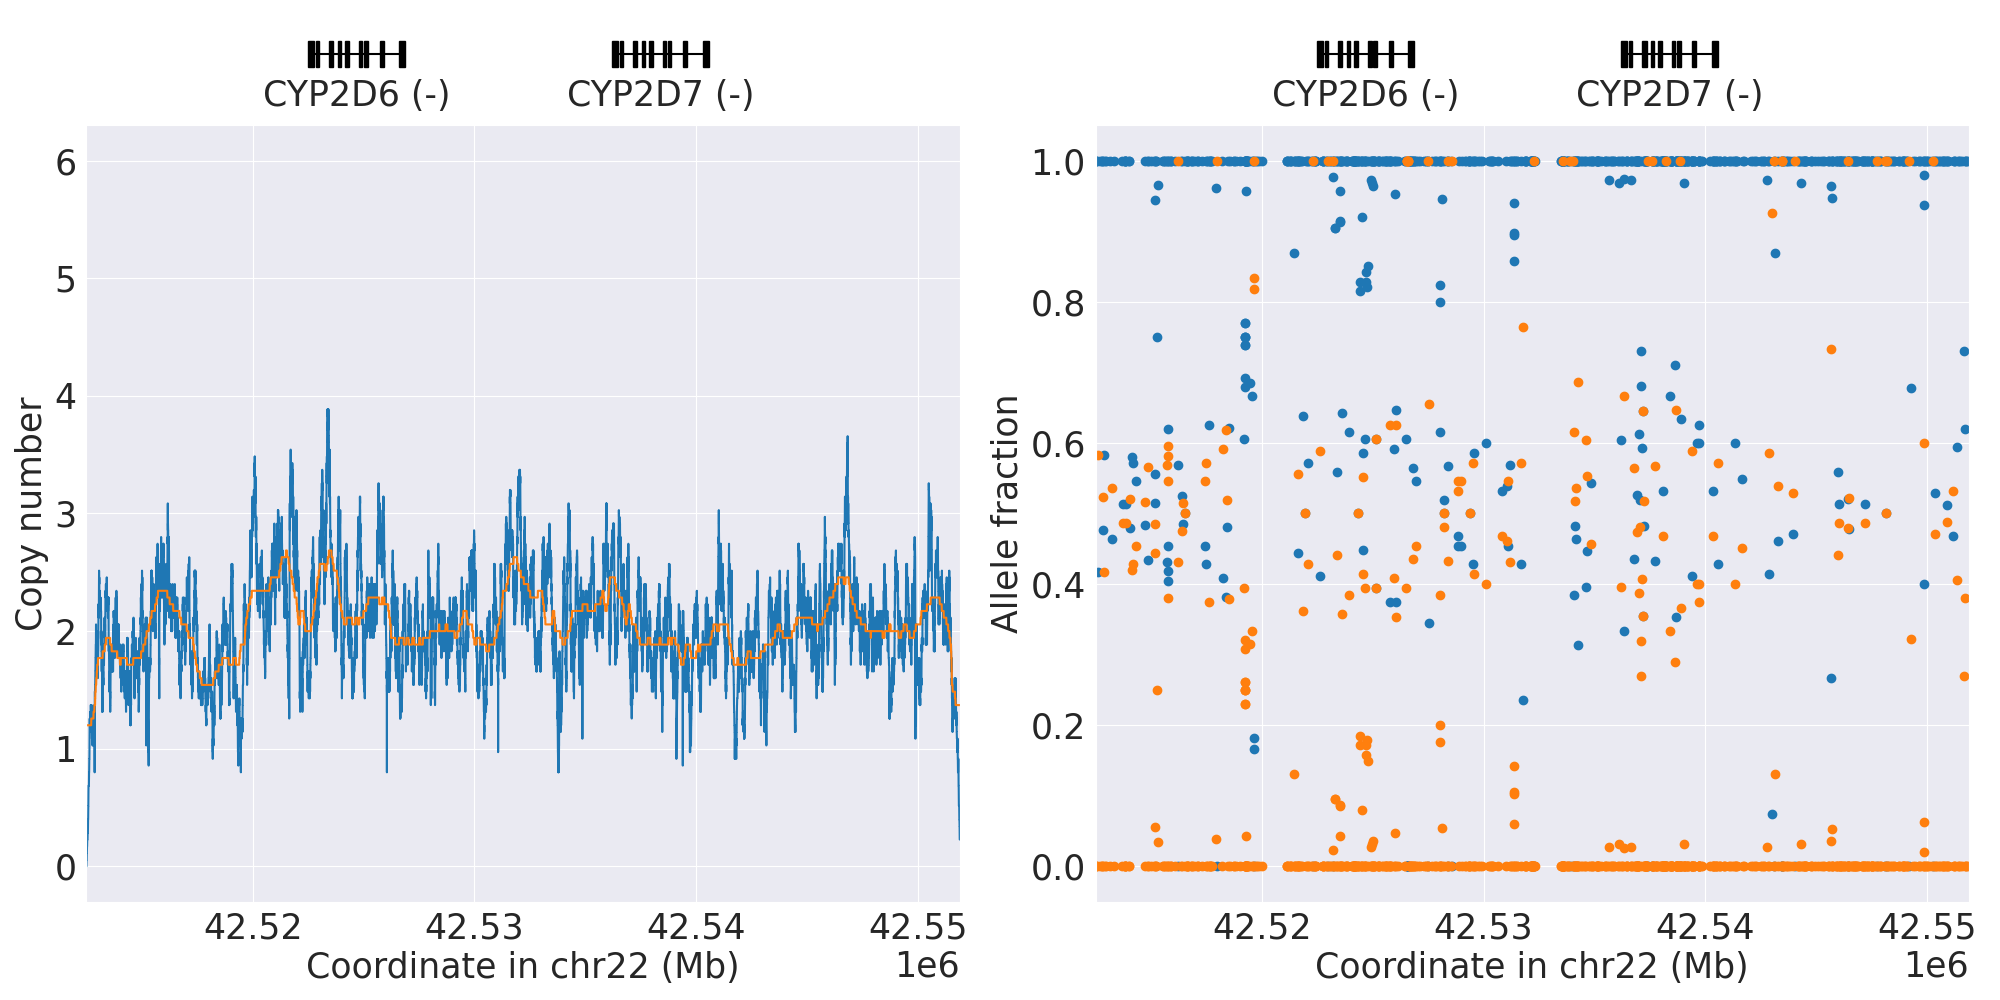 CYP2D6 (-) CYP2D7 (-)
6
5
4
3
2
1
0
Copy number
42.52 42.53 42.54 42.55
Coordinate in chr22 (Mb) 1e6
CYP2D6 (-) CYP2D7 (-)
1.0
0.8
0.6
0.4
0.2
0.0
Allele fraction
42.52 42.53 42.54 42.55
Coordinate in chr22 (Mb) 1e6